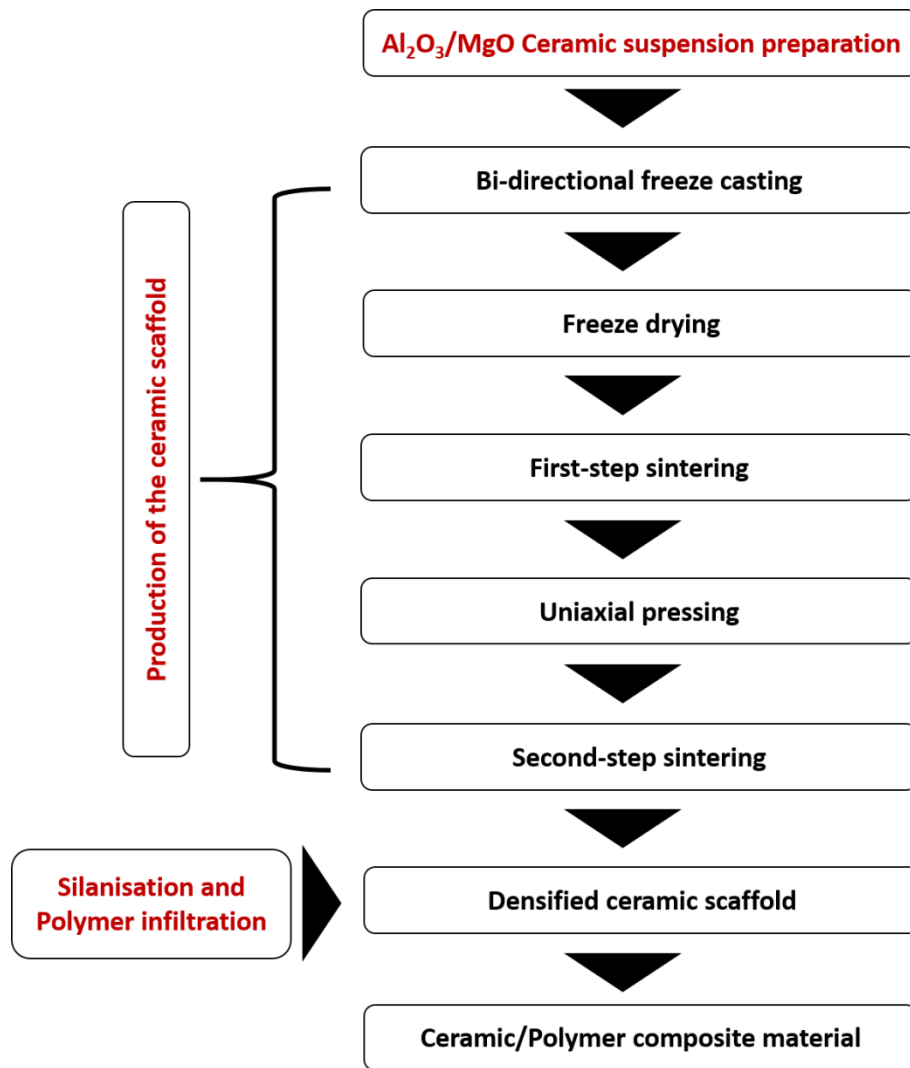 Al₂O₃/MgO Ceramic suspension preparation
Bi-directional freeze casting
Freeze drying
First-step sintering
Uniaxial pressing
Second-step sintering
Production of the ceramic scaffold
Silanisation and
Polymer infiltration
Densified ceramic scaffold
Ceramic/Polymer composite material